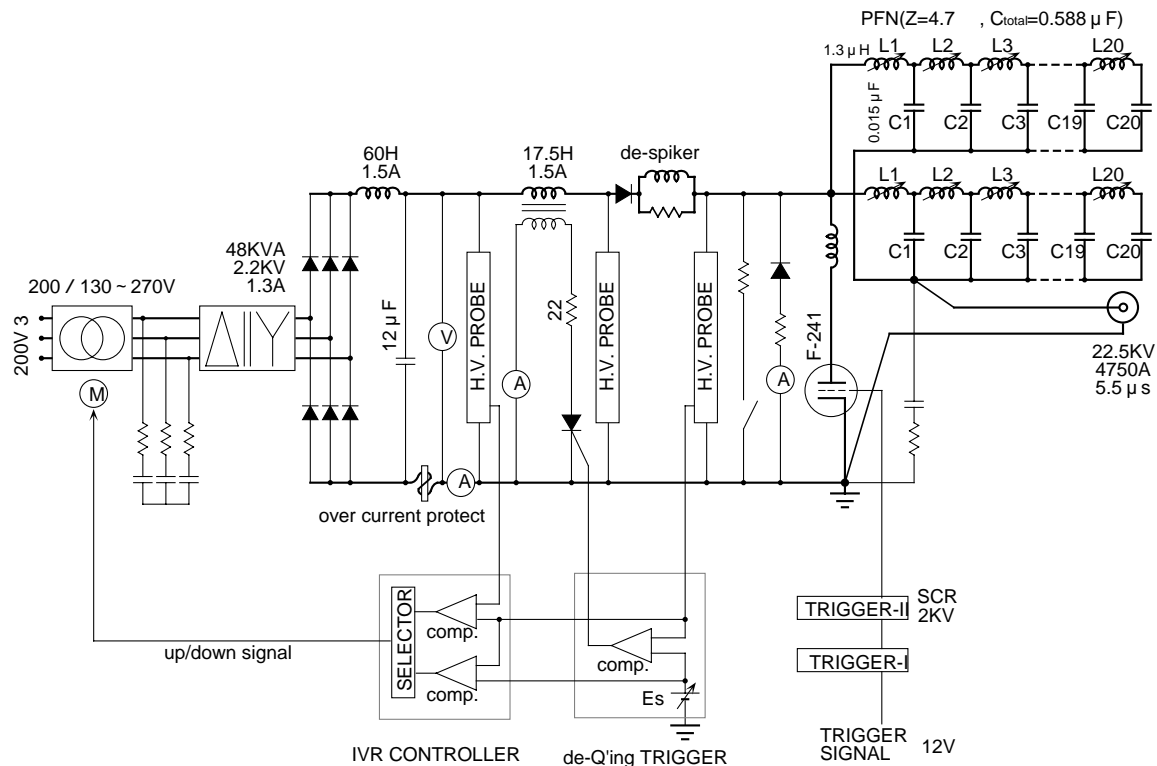 PFN(Z=4.7 , Ctotal=0.588 µ F)
1.3 µ H
L1 L2 L3 L20
0.015 µ F
C1 C2 C3 C19 C20
60H
1.5A
17.5H
1.5A
de-spiker
L1 L2 L3 L20
C1 C2 C3 C19 C20
48KVA
2.2KV
1.3A
200 / 130 ~ 270V
200V 3
M
12 µ F
V
H.V. PROBE
A
22
H.V. PROBE
H.V. PROBE
A
F-241
22.5KV
4750A
5.5 µ s
A
over current protect
SELECTOR
comp.
comp.
comp.
Es
up/down signal
IVR CONTROLLER
de-Q'ing TRIGGER
TRIGGER-II
SCR
2KV
TRIGGER-I
TRIGGER
SIGNAL
12V